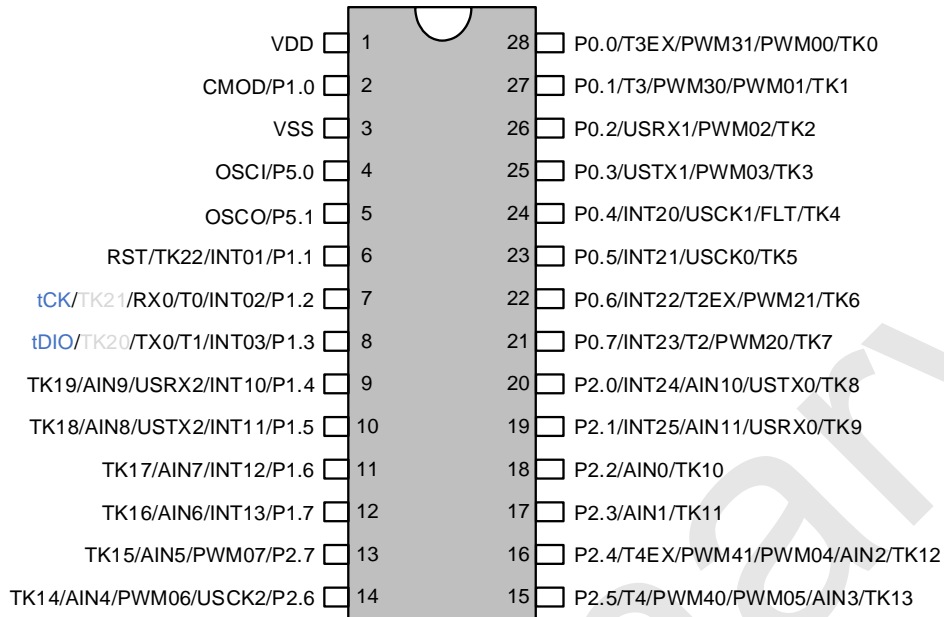 VDD 1 28 P0.0/T3EX/PWM31/PWM00/TK0
CMOD/P1.0 2 27 P0.1/T3/PWM30/PWM01/TK1
VSS 3 26 P0.2/USRX1/PWM02/TK2
OSCI/P5.0 4 25 P0.3/USTX1/PWM03/TK3
OSCO/P5.1 5 24 P0.4/INT20/USCK1/FLT/TK4
RST/TK22/INT01/P1.1 6 23 P0.5/INT21/USCK0/TK5
tCK/TK21/RX0/T0/INT02/P1.2 7 22 P0.6/INT22/T2EX/PWM21/TK6
tDIO/TK20/TX0/T1/INT03/P1.3 8 21 P0.7/INT23/T2/PWM20/TK7
TK19/AIN9/USRX2/INT10/P1.4 9 20 P2.0/INT24/AIN10/USTX0/TK8
TK18/AIN8/USTX2/INT11/P1.5 10 19 P2.1/INT25/AIN11/USRX0/TK9
TK17/AIN7/INT12/P1.6 11 18 P2.2/AIN0/TK10
TK16/AIN6/INT13/P1.7 12 17 P2.3/AIN1/TK11
TK15/AIN5/PWM07/P2.7 13 16 P2.4/T4EX/PWM41/PWM04/AIN2/TK12
TK14/AIN4/PWM06/USCK2/P2.6 14 15 P2.5/T4/PWM40/PWM05/AIN3/TK13